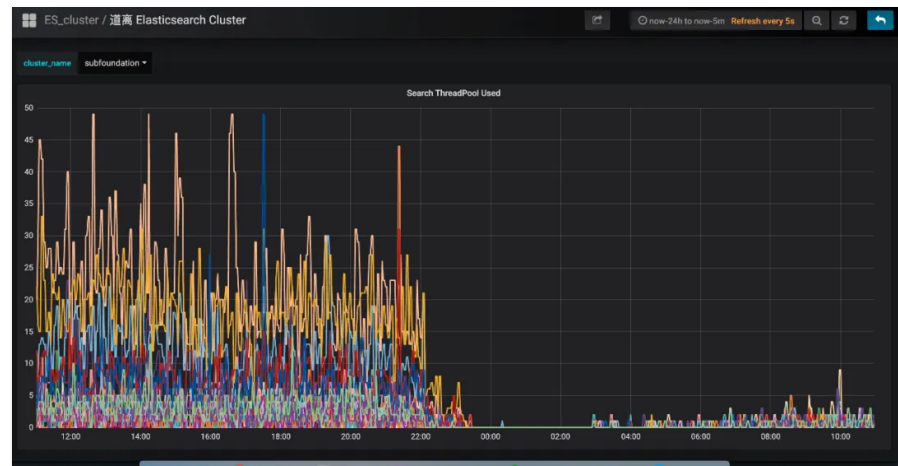 ES_cluster / 道离 Elasticsearch Cluster
now-24h to now-5m Refresh every 5s
cluster_name subfoundation
Search ThreadPool Used
50
45
40
35
30
25
20
15
10
5
0
12:00 14:00 16:00 18:00 20:00 22:00 00:00 02:00 04:00 06:00 08:00 10:00